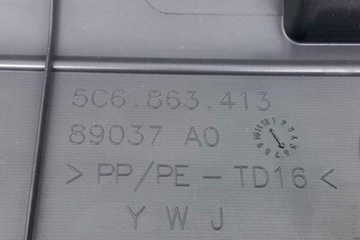 5C6.863.413
89037 A0
>PP/PE-TD16<
Y W J